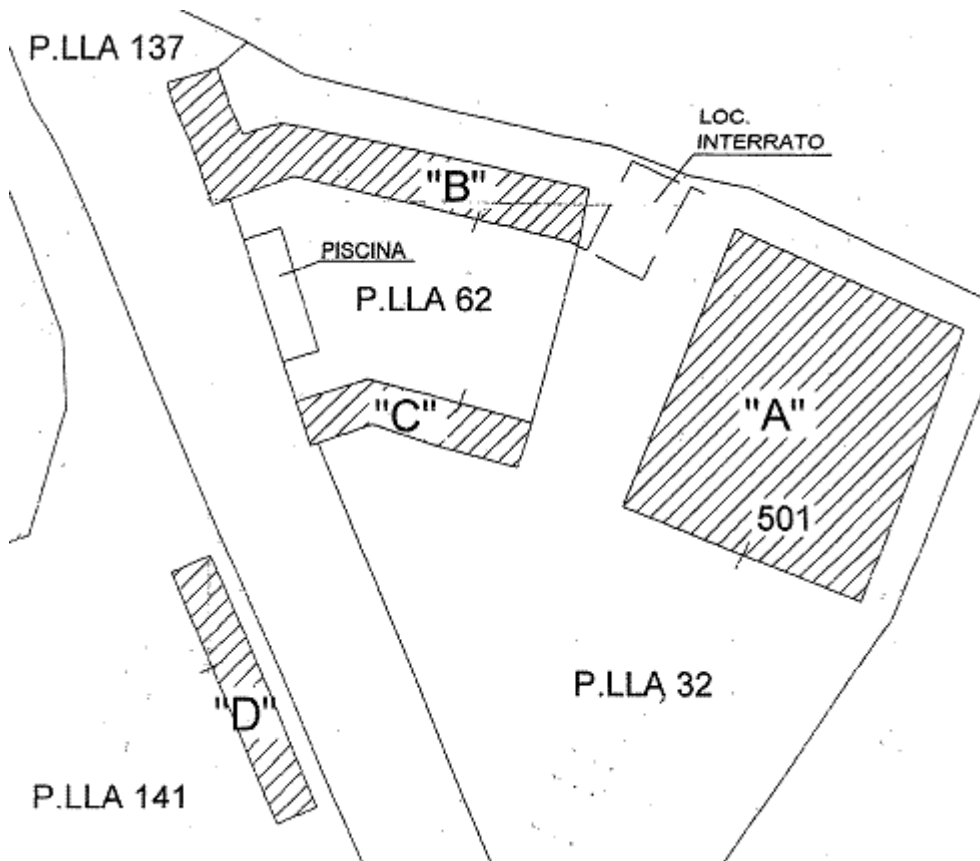 P.LLA 137
LOC.
INTERRATO
"B"
PISCINA
P.LLA 62
"C"
"A"
501
P.LLA 32
"D"
P.LLA 141